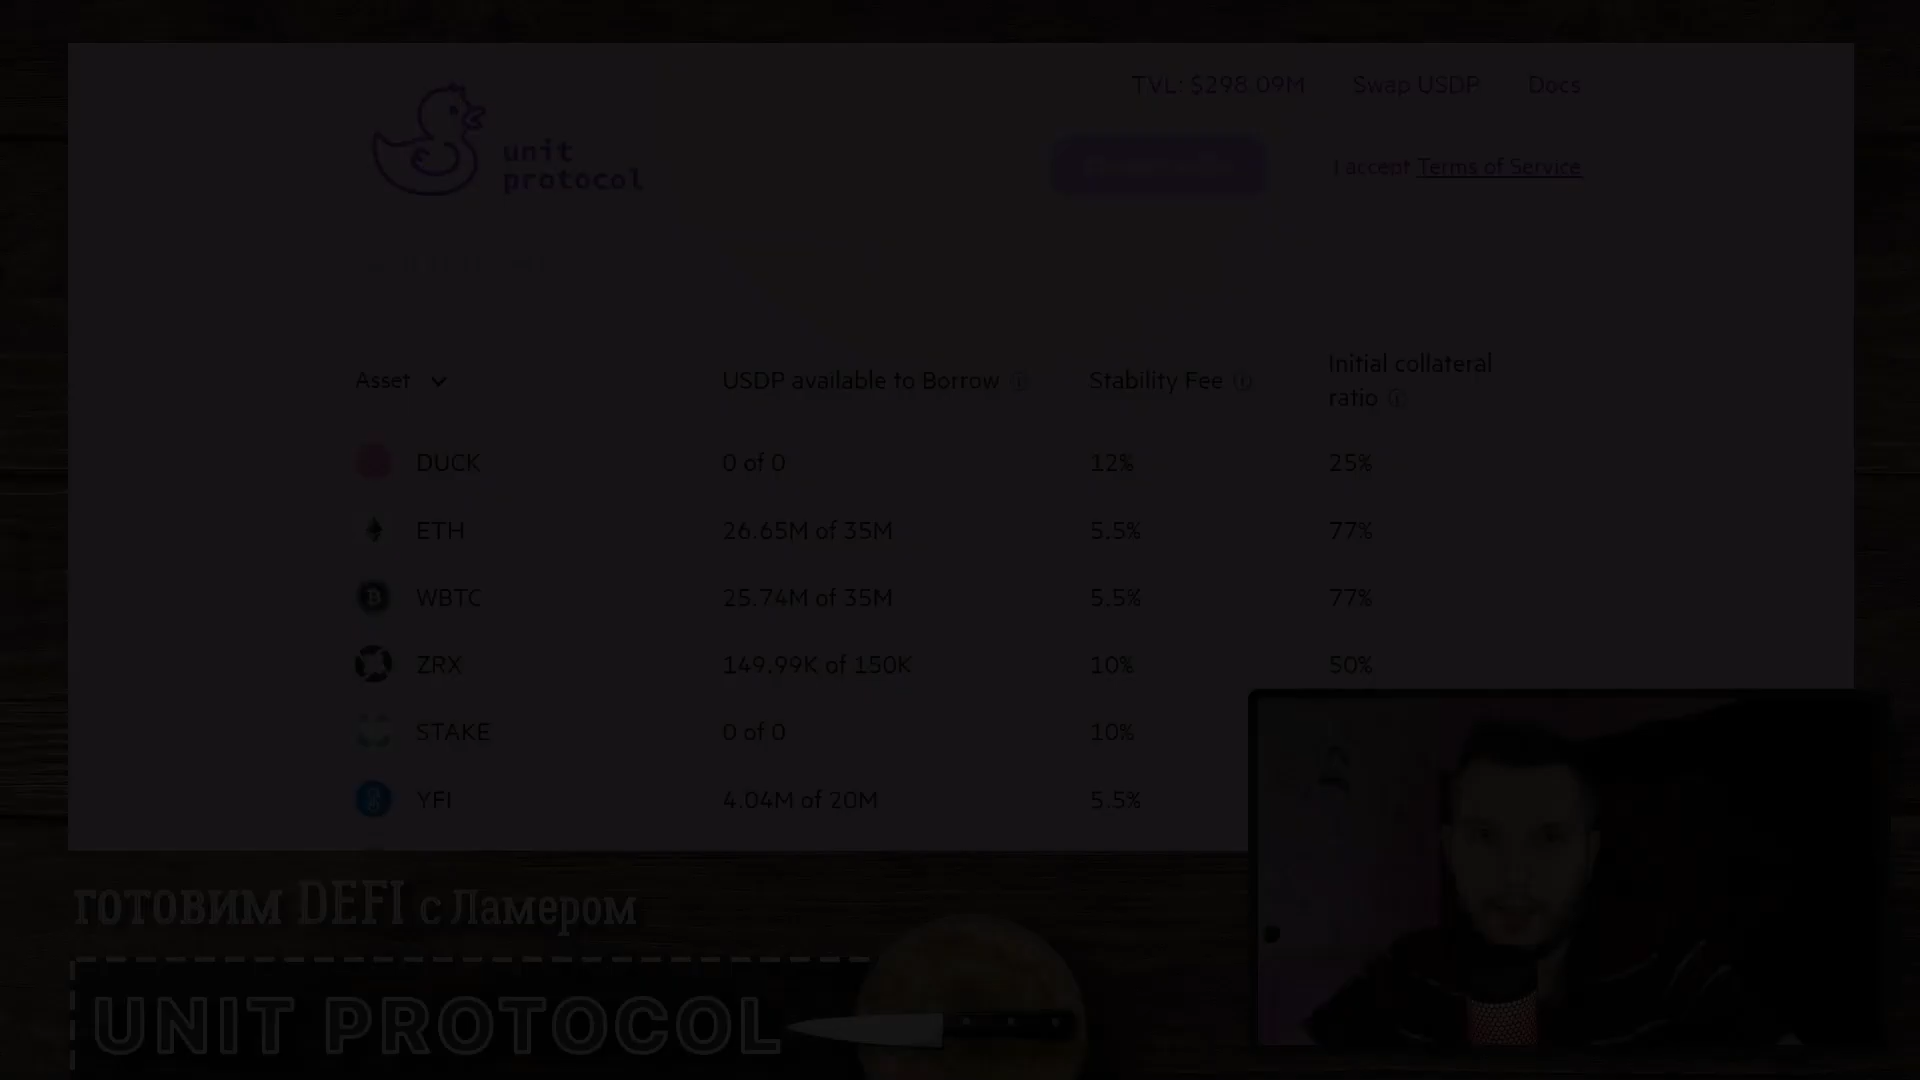 TVL: $298.09M Swap USDP Docs
unit
protocol
I accept Terms of Service
Asset USDP available to Borrow Stability Fee Initial collateral ratio
DUCK 0 of 0 12% 25%
ETH 26.65M of 35M 5.5% 77%
WBTC 25.74M of 35M 5.5% 77%
ZRX 149.99K of 150K 10% 50%
STAKE 0 of 0 10%
YFI 4.04M of 20M 5.5%
готовим DEFI с Ламером
UNIT PROTOCOL